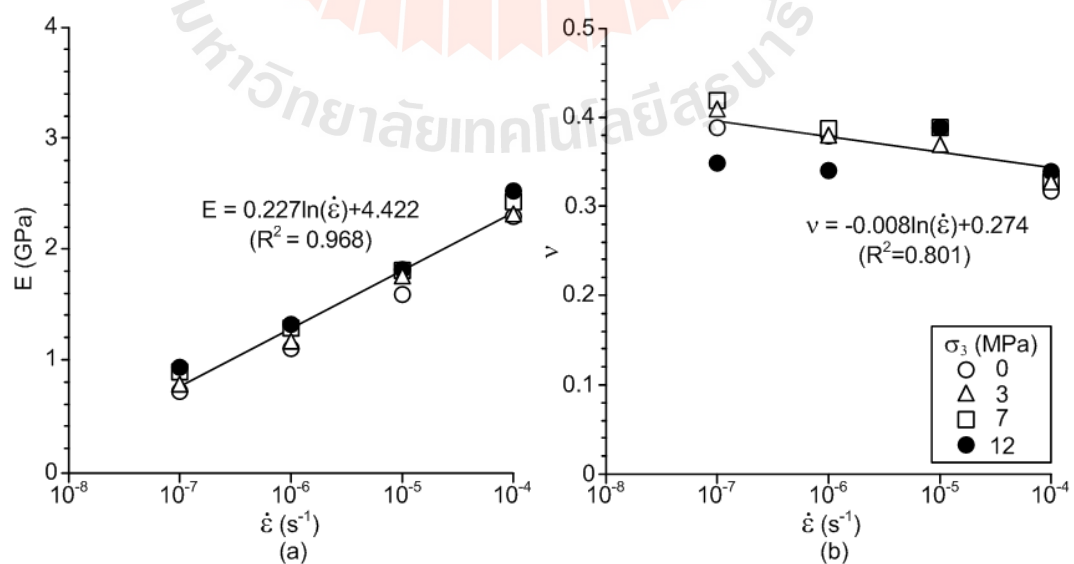 มหาวิทยาลัยเทคโนโลยีสุรนารี
4
3
2
1
0
E (GPa)
E = 0.227ln(ε̇)+4.422
(R² = 0.968)
10⁻⁸ 10⁻⁷ 10⁻⁶ 10⁻⁵ 10⁻⁴
ε̇ (s⁻¹)
(a)
0.5
0.4
0.3
0.2
0.1
0
ν
ν = -0.008ln(ε̇)+0.274
(R²=0.801)
σ₃ (MPa)
0
3
7
12
10⁻⁸ 10⁻⁷ 10⁻⁶ 10⁻⁵ 10⁻⁴
ε̇ (s⁻¹)
(b)